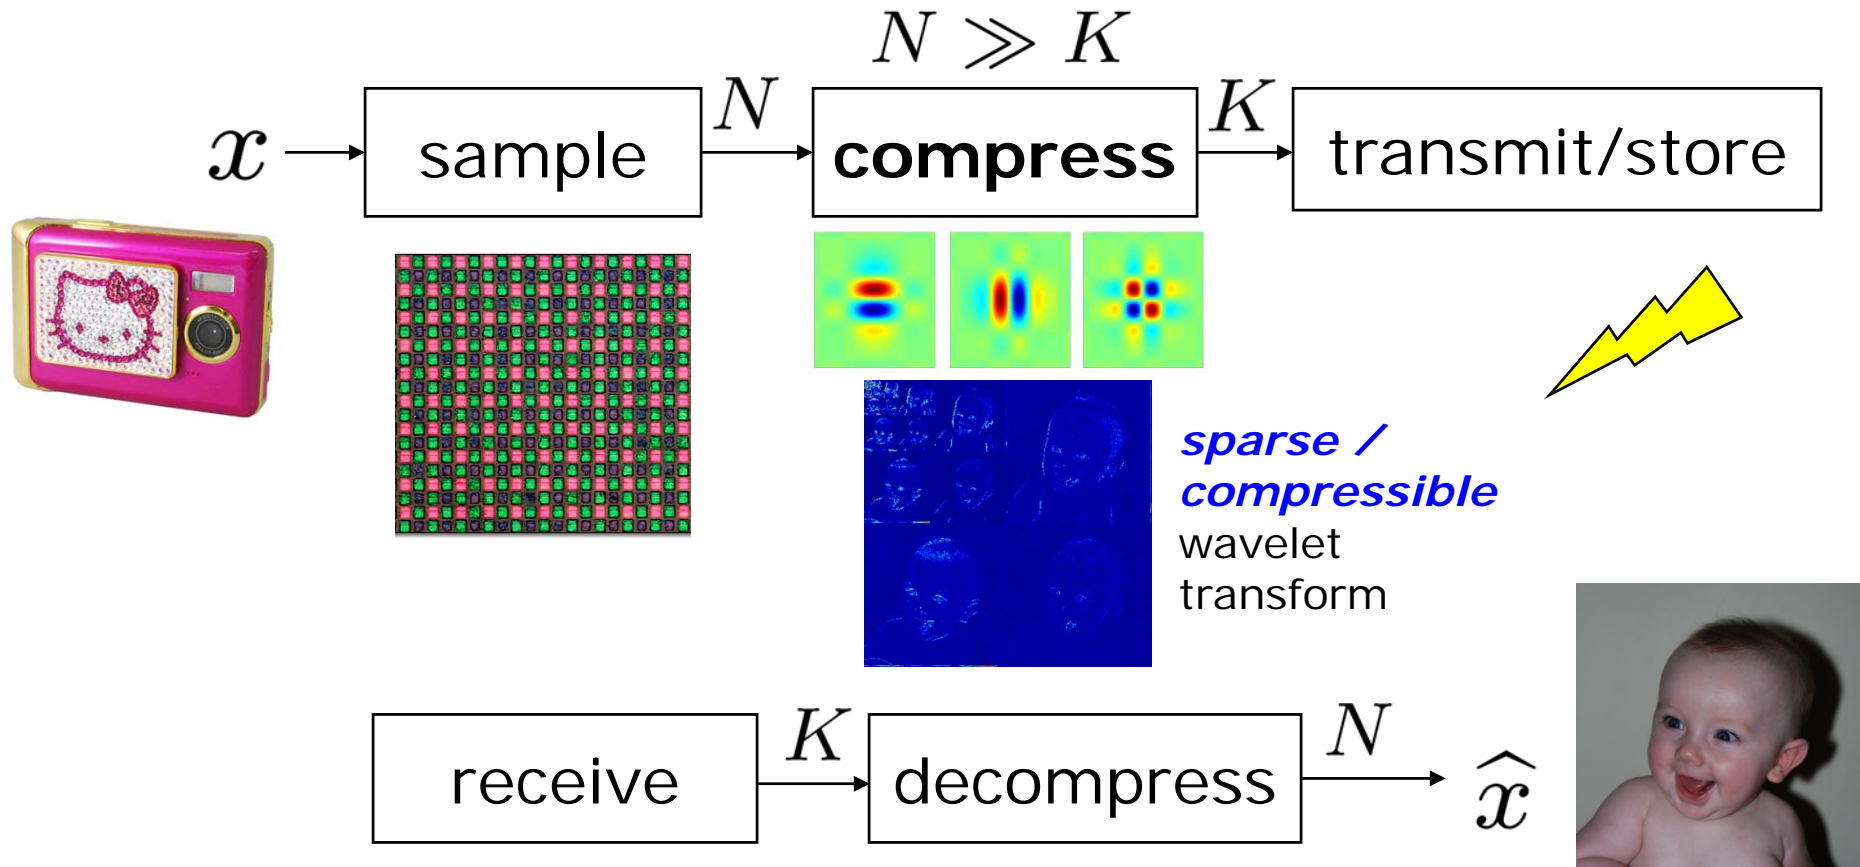 N ≫ K
x
sample
N
compress
K
transmit/store
sparse /
compressible
wavelet
transform
receive
K
decompress
N
x̂